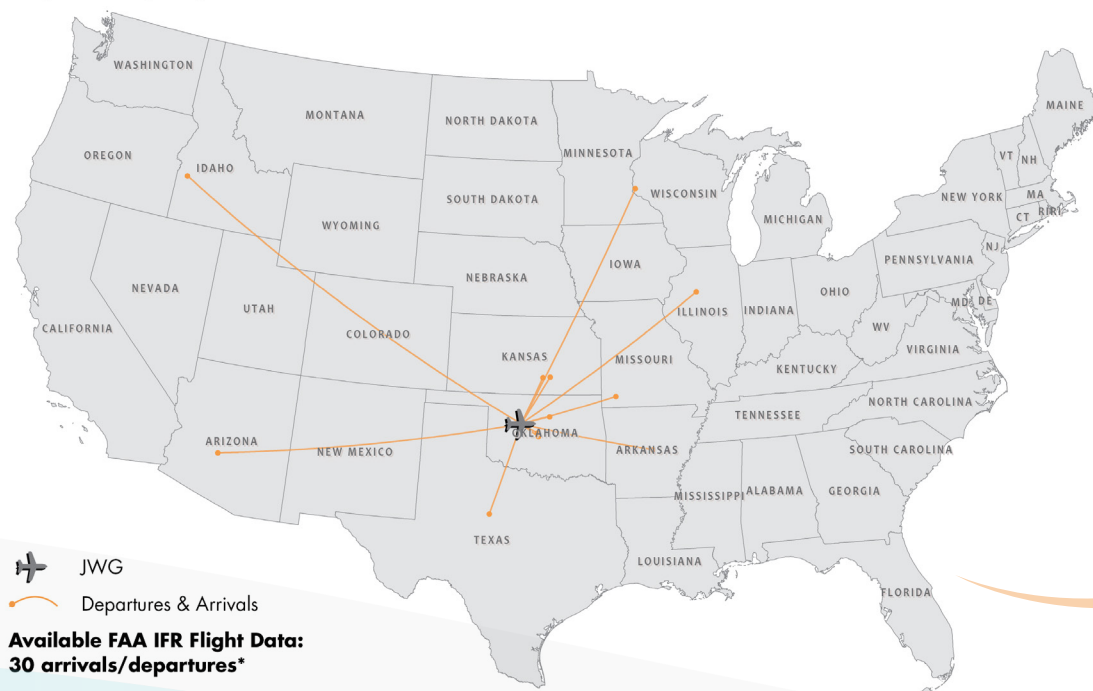 WASHINGTON
MAINE
MONTANA
NORTH DAKOTA
MINNESOTA
VT
NH
OREGON
IDAHO
WISCONSIN
SOUTH DAKOTA
NEW YORK
MA
MICHIGAN
CT
RI
RI
WYOMING
NJ
PENNSYLVANIA
IOWA
NEBRASKA
NEVADA
OHIO
MD
DE
UTAH
ILLINOIS
INDIANA
CALIFORNIA
COLORADO
WV
VIRGINIA
KANSAS
MISSOURI
KENTUCKY
NORTH CAROLINA
TENNESSEE
OKLAHOMA
ARIZONA
NEW MEXICO
ARKANSAS
SOUTH CAROLINA
MISSISSIPPI
ALABAMA
GEORGIA
TEXAS
LOUISIANA
FLORIDA
JWG
Departures & Arrivals
Available FAA IFR Flight Data:
30 arrivals/departures*